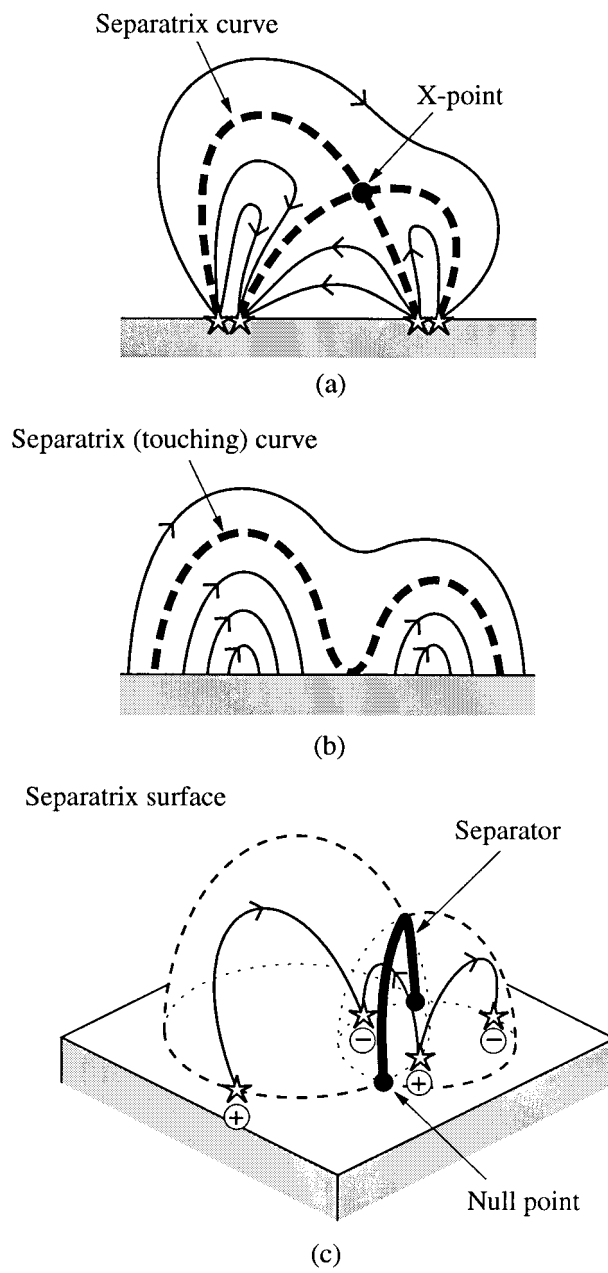 Separatrix curve
X-point
(a)
Separatrix (touching) curve
(b)
Separatrix surface
Separator
−
−
+
+
Null point
(c)